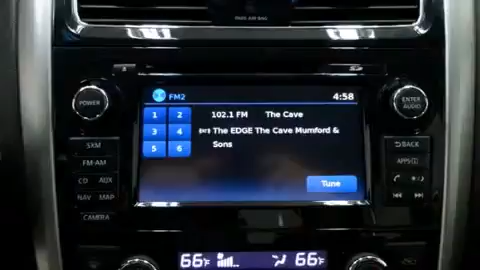 PASS AIR BAG
SD
FM2
4:58
POWER
ENTER
AUDIO
1 2
102.1 FM The Cave
3 4
The EDGE The Cave Mumford &
5 6
Sons
SXM
BACK
FM-AM
APPS
CD AUX
NAV MAP
Tune
CAMERA
66°F
66°F